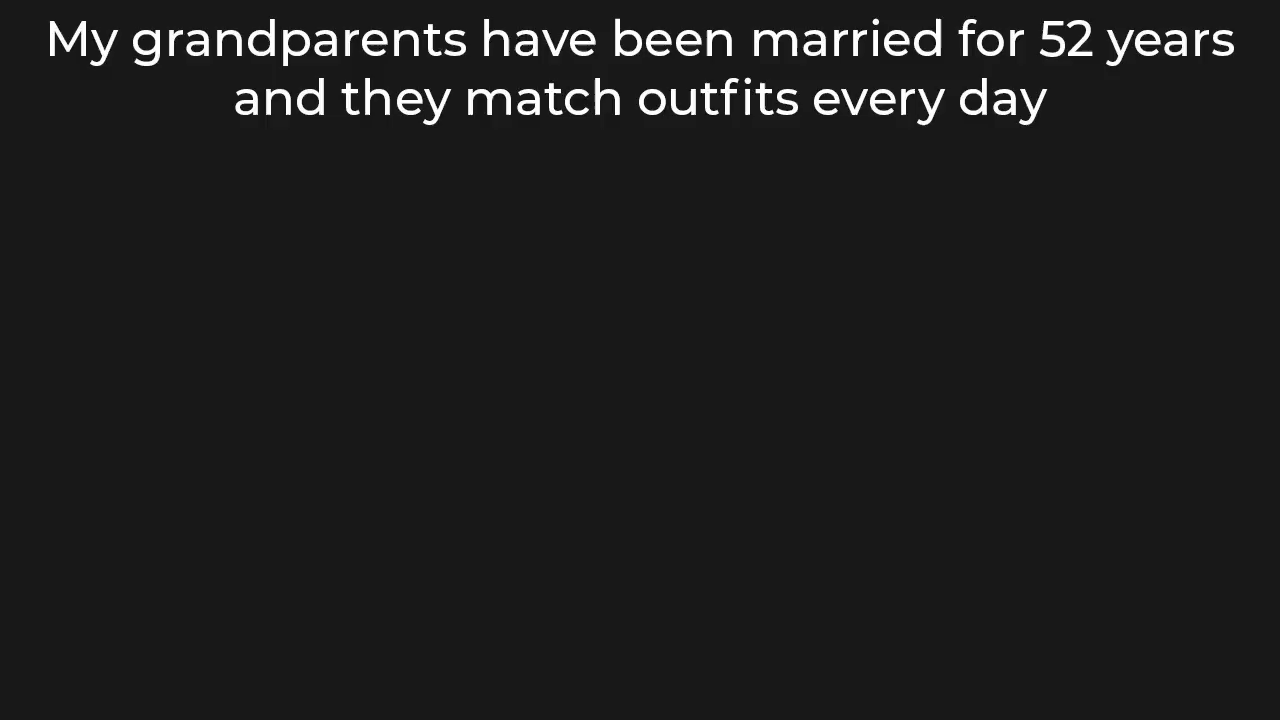 My grandparents have been married for 52 years
and they match outfits every day